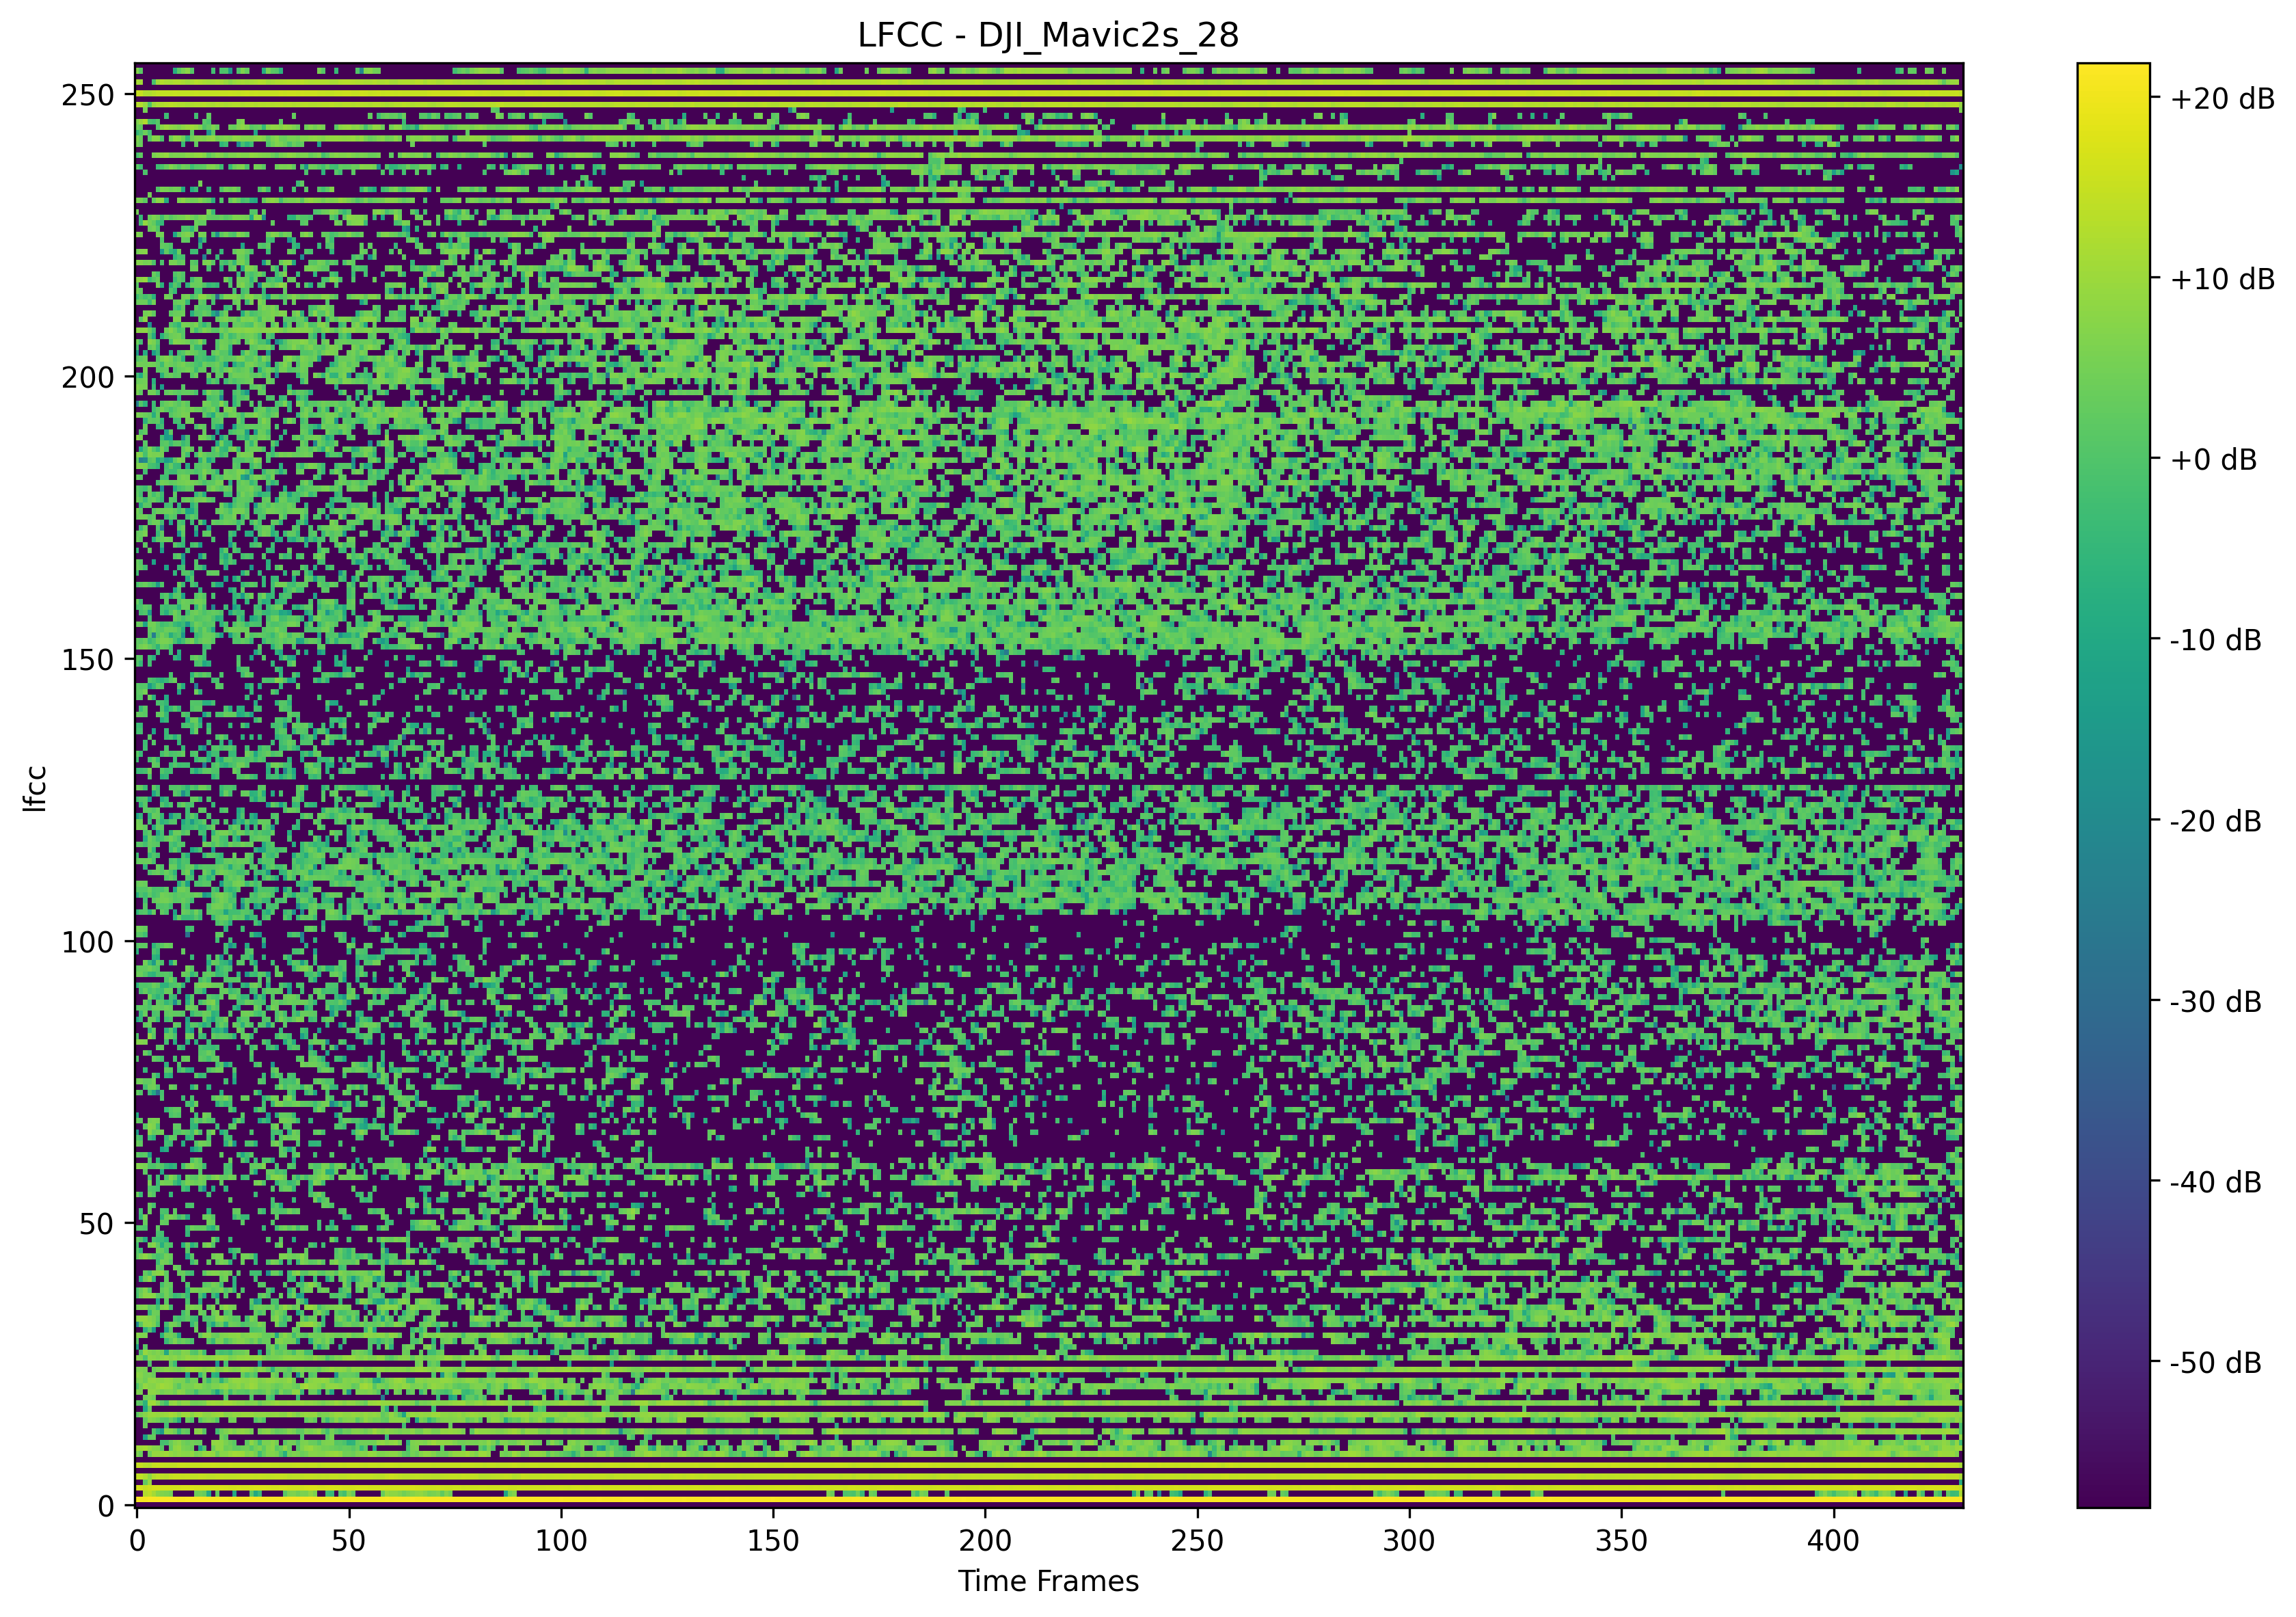 LFCC - DJI_Mavic2s_28
250
200
150
100
50
0
lfcc
0 50 100 150 200 250 300 350 400
Time Frames
+20 dB
+10 dB
+0 dB
-10 dB
-20 dB
-30 dB
-40 dB
-50 dB